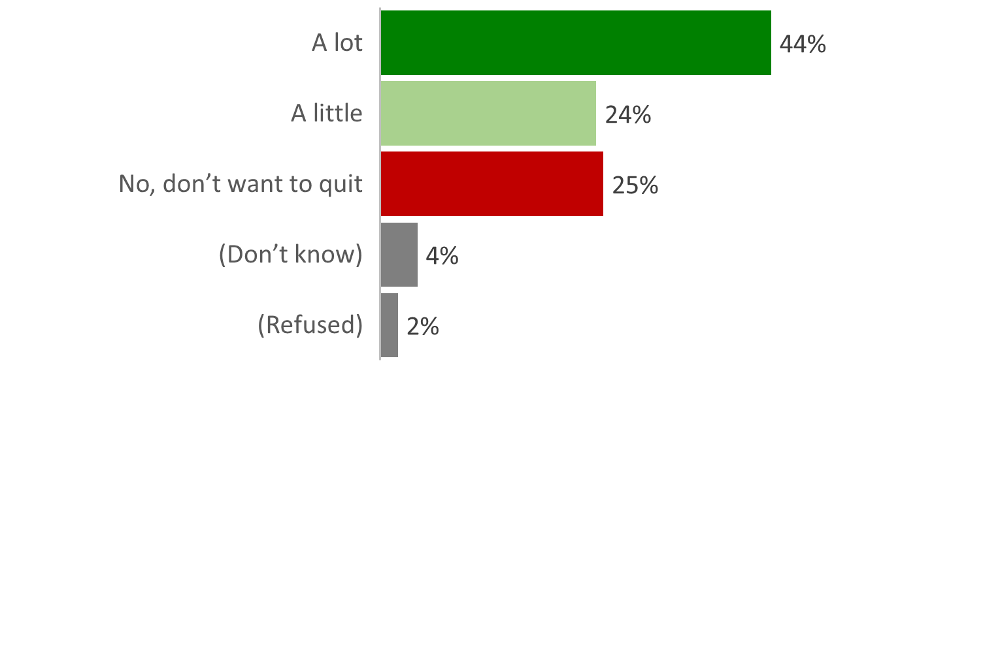 A lot 44%
A little 24%
No, don’t want to quit 25%
(Don’t know) 4%
(Refused) 2%